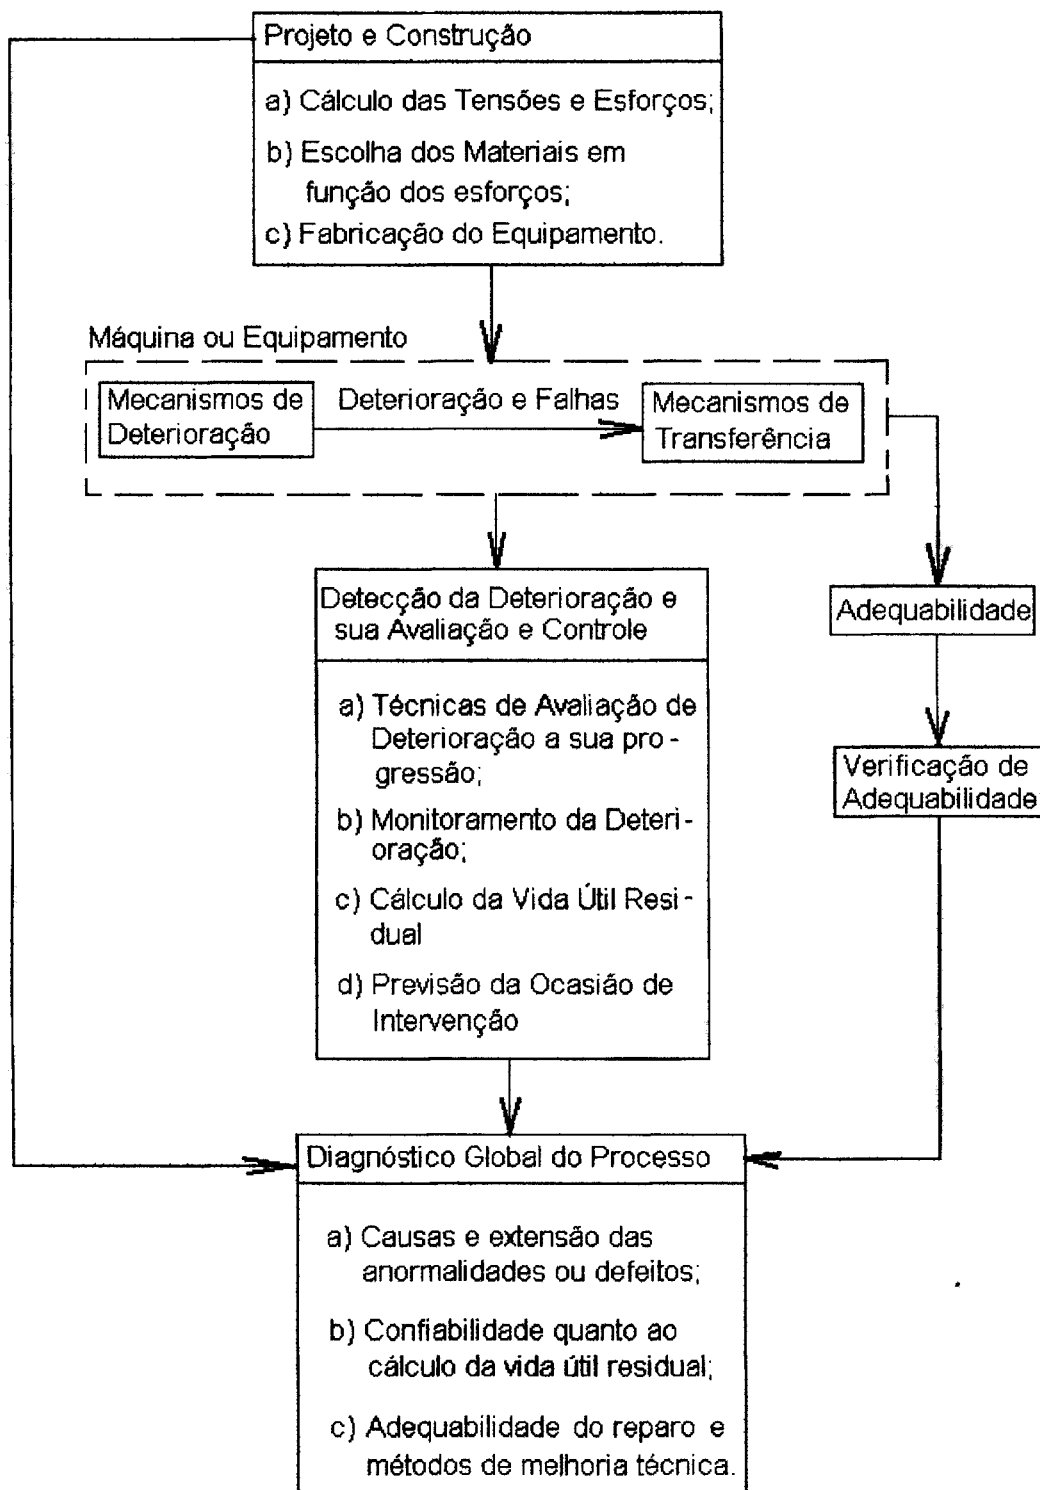 Projeto e Construção
a) Cálculo das Tensões e Esforços;
b) Escolha dos Materiais em
função dos esforços;
c) Fabricação do Equipamento.
Máquina ou Equipamento
Mecanismos de
Deterioração
Deterioração e Falhas
Mecanismos de
Transferência
Detecção da Deterioração e
sua Avaliação e Controle
a) Técnicas de Avaliação de
Deterioração a sua pro-
gressão;
b) Monitoramento da Deteri-
oração;
c) Cálculo da Vida Útil Resi-
dual
d) Previsão da Ocasião de
Intervenção
Adequabilidade
Verificação de
Adequabilidade
Diagnóstico Global do Processo
a) Causas e extensão das
anormalidades ou defeitos;
b) Confiabilidade quanto ao
cálculo da vida útil residual;
c) Adequabilidade do reparo e
métodos de melhoria técnica.